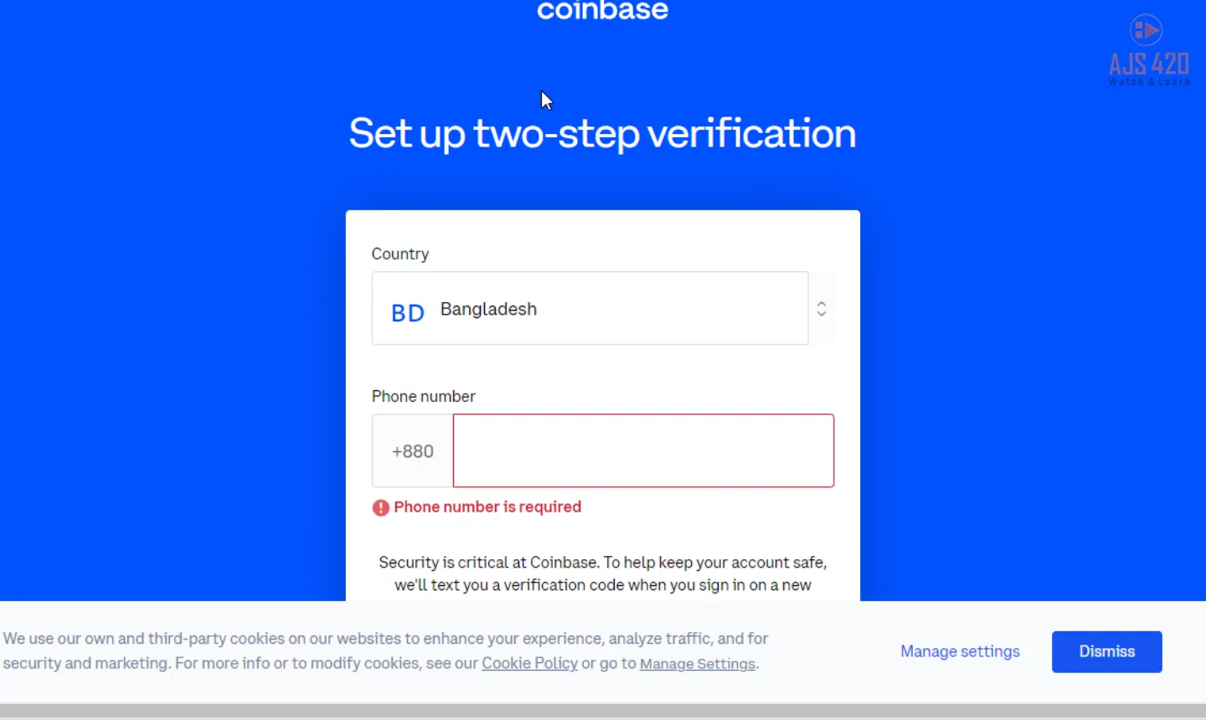 coinbase
AJS 420
Watch & Learn
Set up two-step verification
Country
BD Bangladesh
Phone number
+880
Phone number is required
Security is critical at Coinbase. To help keep your account safe,
we'll text you a verification code when you sign in on a new
We use our own and third-party cookies on our websites to enhance your experience, analyze traffic, and for
security and marketing. For more info or to modify cookies, see our Cookie Policy or go to Manage Settings.
Manage settings
Dismiss